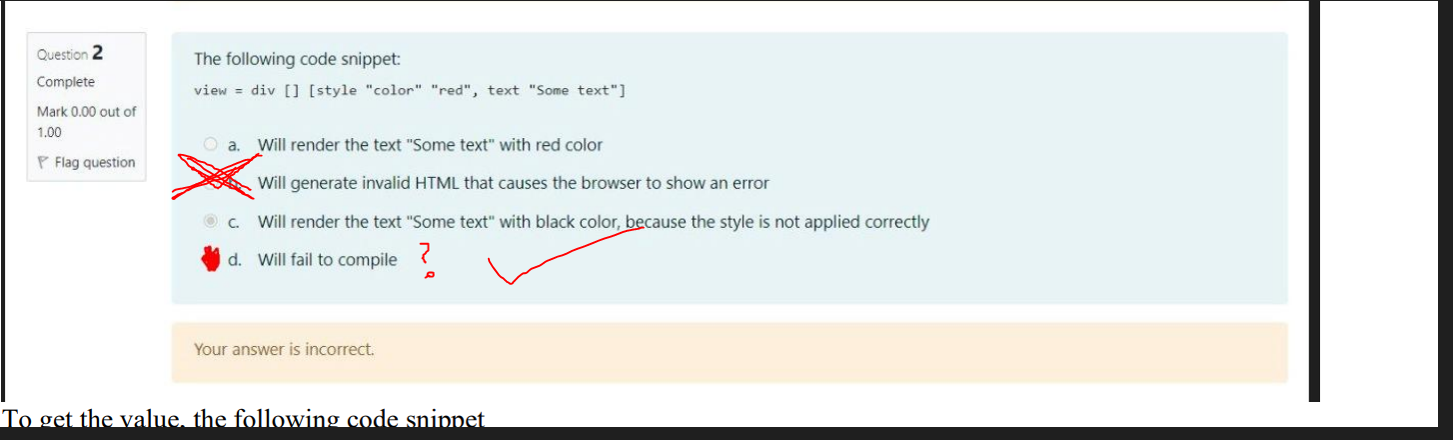 Question 2
Complete
Mark 0.00 out of
1.00
Flag question
The following code snippet:
view = div [] [style "color" "red", text "Some text"]
a. Will render the text "Some text" with red color
Will generate invalid HTML that causes the browser to show an error
c. Will render the text "Some text" with black color, because the style is not applied correctly
d. Will fail to compile ?
Your answer is incorrect.
To get the value, the following code snippet